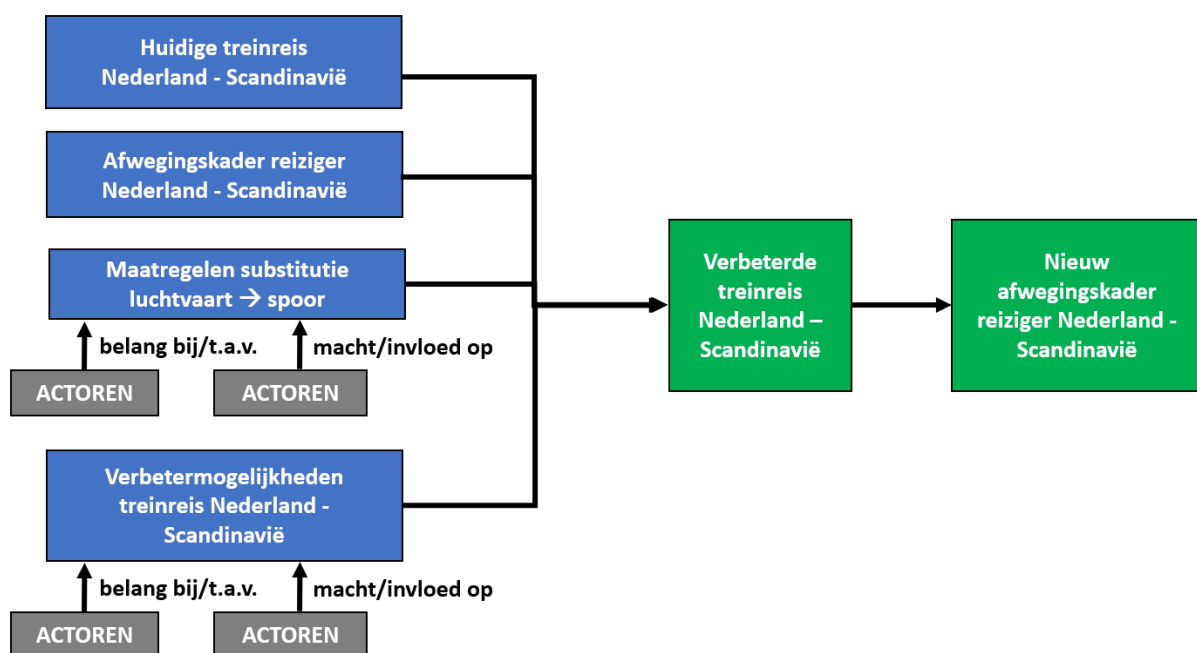 Huidige treinreis
Nederland - Scandinavië
Afwegingskader reiziger
Nederland - Scandinavië
Maatregelen substitutie
luchtvaart → spoor
belang bij/t.a.v.
macht/invloed op
ACTOREN
ACTOREN
Verbetermogelijkheden
treinreis Nederland -
Scandinavië
belang bij/t.a.v.
macht/invloed op
ACTOREN
ACTOREN
Verbeterde
treinreis
Nederland –
Scandinavië
Nieuw
afwegingskader
reiziger Nederland -
Scandinavië